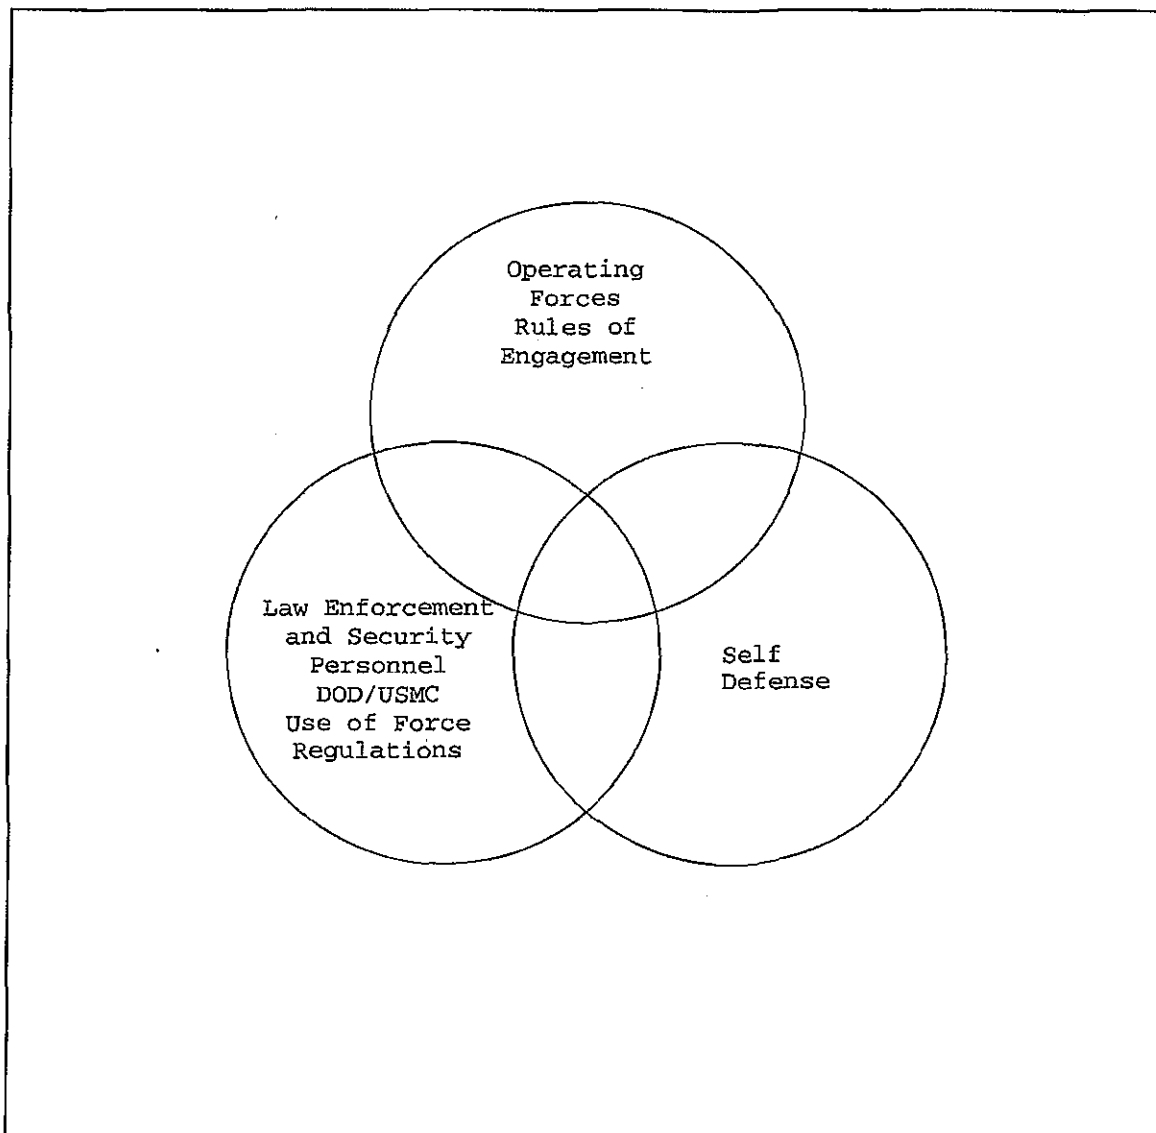 Operating
Forces
Rules of
Engagement
Law Enforcement
and Security
Personnel
DOD/USMC
Use of Force
Regulations
Self
Defense